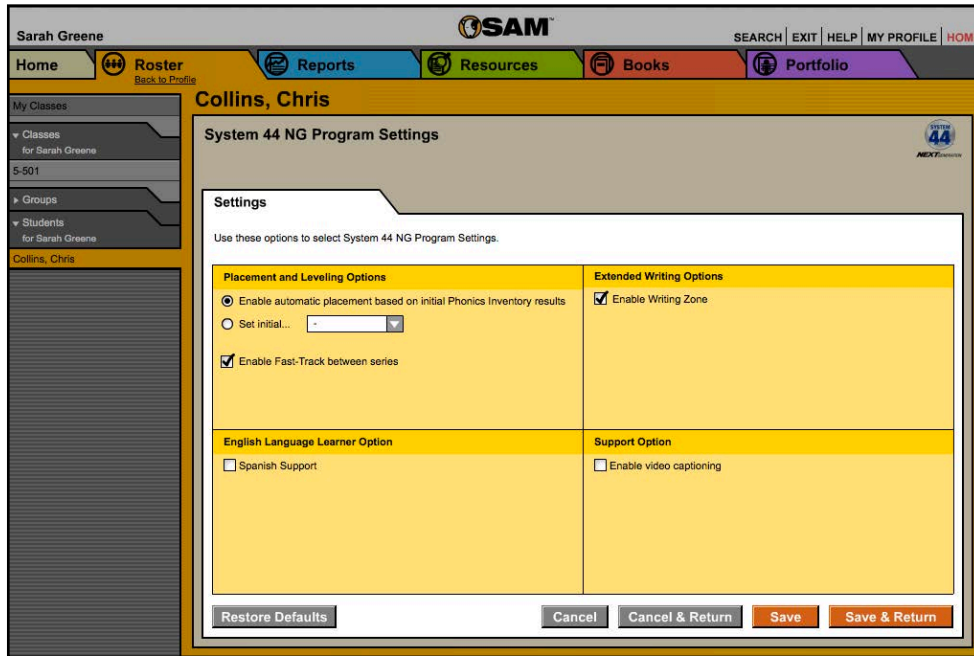 Sarah Greene
SAM™
SEARCH | EXIT | HELP | MY PROFILE | HOM
Home
Roster
Back to Profile
Reports
Resources
Books
Portfolio
My Classes
Classes
for Sarah Greene
5-501
Groups
Students
for Sarah Greene
Collins, Chris
Collins, Chris
System 44 NG Program Settings
SYSTEM
44
NEXT GENERATION
Settings
Use these options to select System 44 NG Program Settings.
Placement and Leveling Options
Enable automatic placement based on initial Phonics Inventory results
Set initial... -
Enable Fast-Track between series
Extended Writing Options
Enable Writing Zone
English Language Learner Option
Spanish Support
Support Option
Enable video captioning
Restore Defaults
Cancel
Cancel & Return
Save
Save & Return